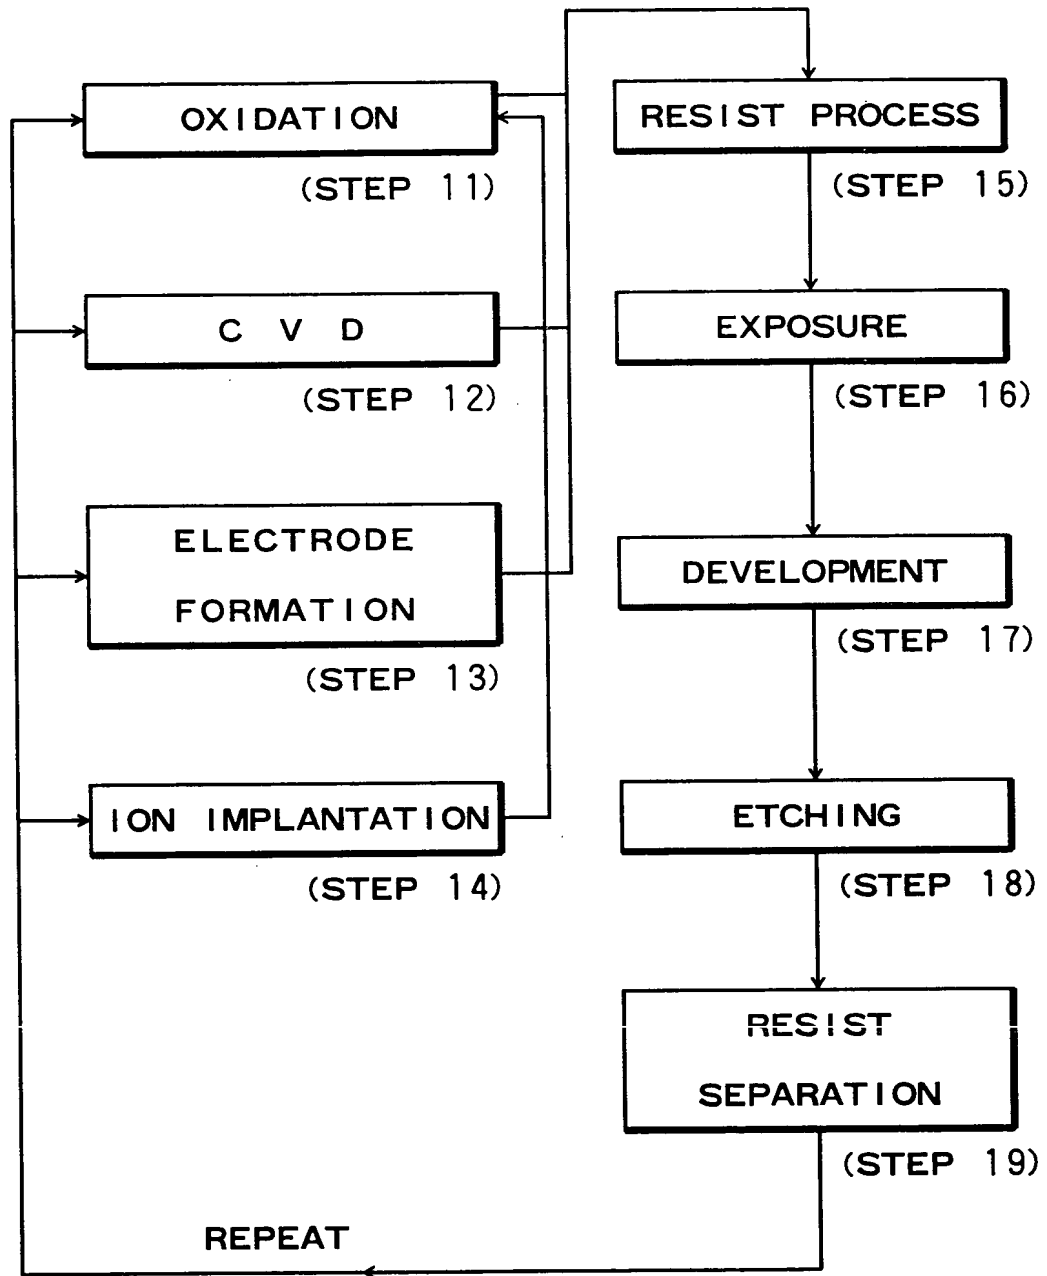 OXIDATION
(STEP 11)
C V D
(STEP 12)
ELECTRODE
FORMATION
(STEP 13)
ION IMPLANTATION
(STEP 14)
RESIST PROCESS
(STEP 15)
EXPOSURE
(STEP 16)
DEVELOPMENT
(STEP 17)
ETCHING
(STEP 18)
RESIST
SEPARATION
(STEP 19)
REPEAT